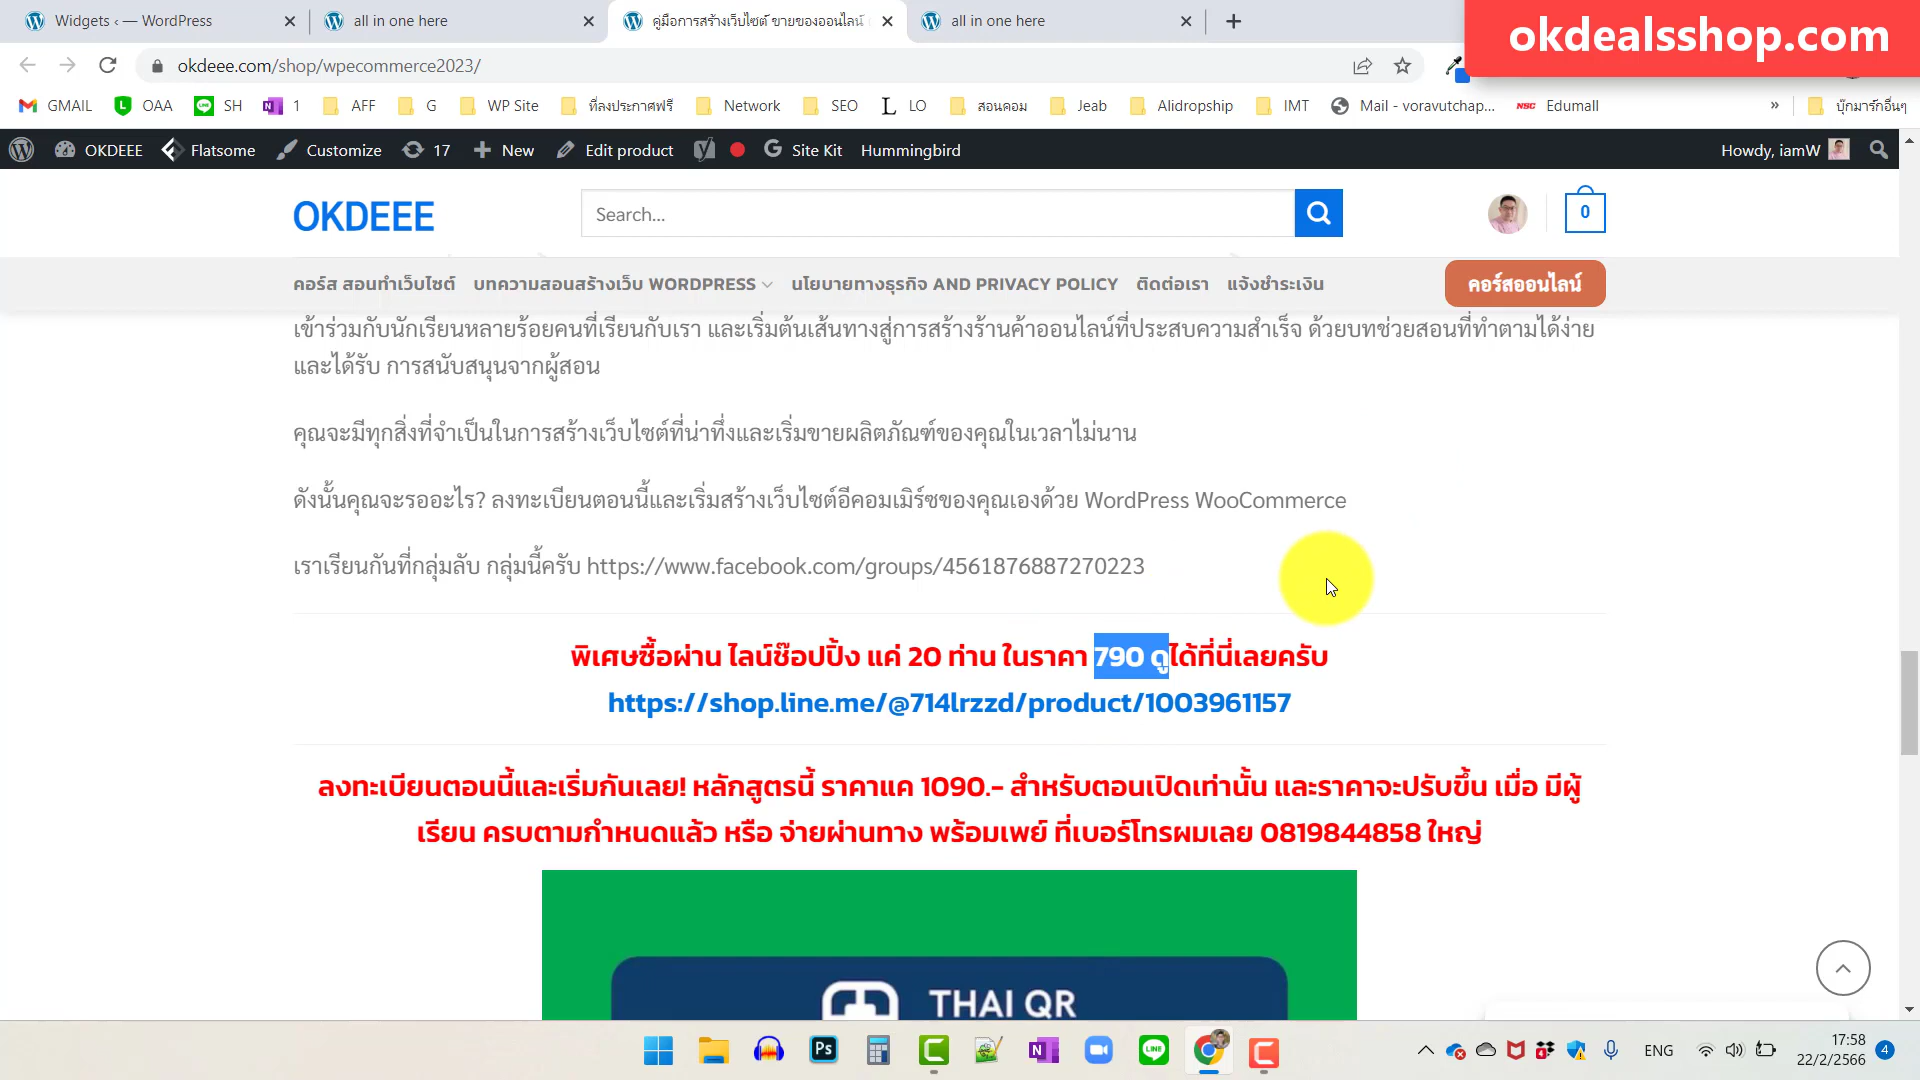 Widgets ‹ — WordPress
all in one here
คู่มือการสร้างเว็บไซต์ ขายของออนไลน์
all in one here
okdealsshop.com
okdeee.com/shop/wpecommerce2023/
GMAIL
OAA
SH
1
AFF
G
WP Site
ที่ลงประกาศฟรี
Network
SEO
LO
สอนคอม
Jeab
Alidropship
IMT
Mail - voravutchap...
NSC
Edumall
»
บุ๊กมาร์กอื่นๆ
OKDEEE
Flatsome
Customize
17
New
Edit product
Site Kit
Hummingbird
Howdy, iamW
OKDEEE
Search...
0
คอร์ส สอนทำเว็บไซต์
บทความสอนสร้างเว็บ WORDPRESS
นโยบายทางธุรกิจ AND PRIVACY POLICY
ติดต่อเรา
แจ้งชำระเงิน
คอร์สออนไลน์
เข้าร่วมกับนักเรียนหลายร้อยคนที่เรียนกับเรา และเริ่มต้นเส้นทางสู่การสร้างร้านค้าออนไลน์ที่ประสบความสำเร็จ ด้วยบทช่วยสอนที่ทำตามได้ง่าย
และได้รับ การสนับสนุนจากผู้สอน
คุณจะมีทุกสิ่งที่จำเป็นในการสร้างเว็บไซต์ที่น่าทึ่งและเริ่มขายผลิตภัณฑ์ของคุณในเวลาไม่นาน
ดังนั้นคุณจะรออะไร? ลงทะเบียนตอนนี้และเริ่มสร้างเว็บไซต์อีคอมเมิร์ซของคุณเองด้วย WordPress WooCommerce
เราเรียนกันที่กลุ่มลับ กลุ่มนี้ครับ https://www.facebook.com/groups/4561876887270223
พิเศษซื้อผ่าน ไลน์ช๊อปปิ้ง แค่ 20 ท่าน ในราคา 790 ดูได้ที่นี่เลยครับ
https://shop.line.me/@714lrzzd/product/1003961157
ลงทะเบียนตอนนี้และเริ่มกันเลย! หลักสูตรนี้ ราคาแค 1090.- สำหรับตอนเปิดเท่านั้น และราคาจะปรับขึ้น เมื่อ มีผู้
เรียน ครบตามกำหนดแล้ว หรือ จ่ายผ่านทาง พร้อมเพย์ ที่เบอร์โทรผมเลย 0819844858 ใหญ่
THAI QR
Ps
ENG
17:58
22/2/2566
4